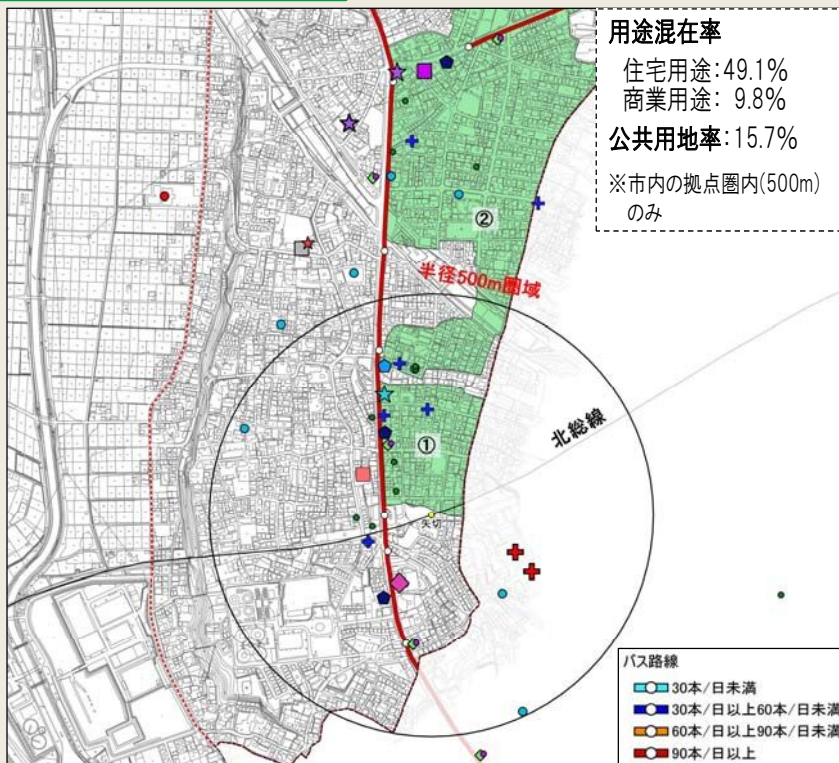 用途混在率
住宅用途:49.1%
商業用途: 9.8%
公共用地率:15.7%
※市内の拠点圏内(500m)
のみ
②
半径500m圏域
北総線
①
矢切
バス路線
30本/日未満
30本/日以上60本/日未満
60本/日以上90本/日未満
90本/日以上